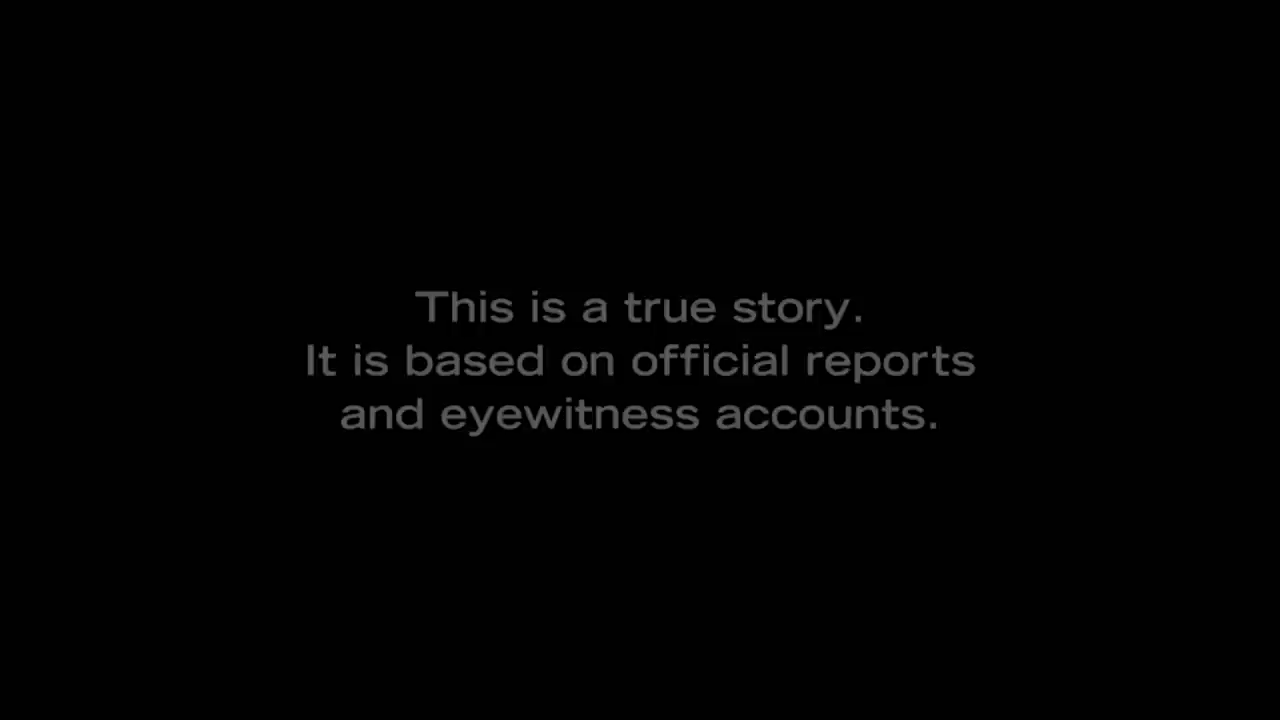 This is a true story.
It is based on official reports
and eyewitness accounts.